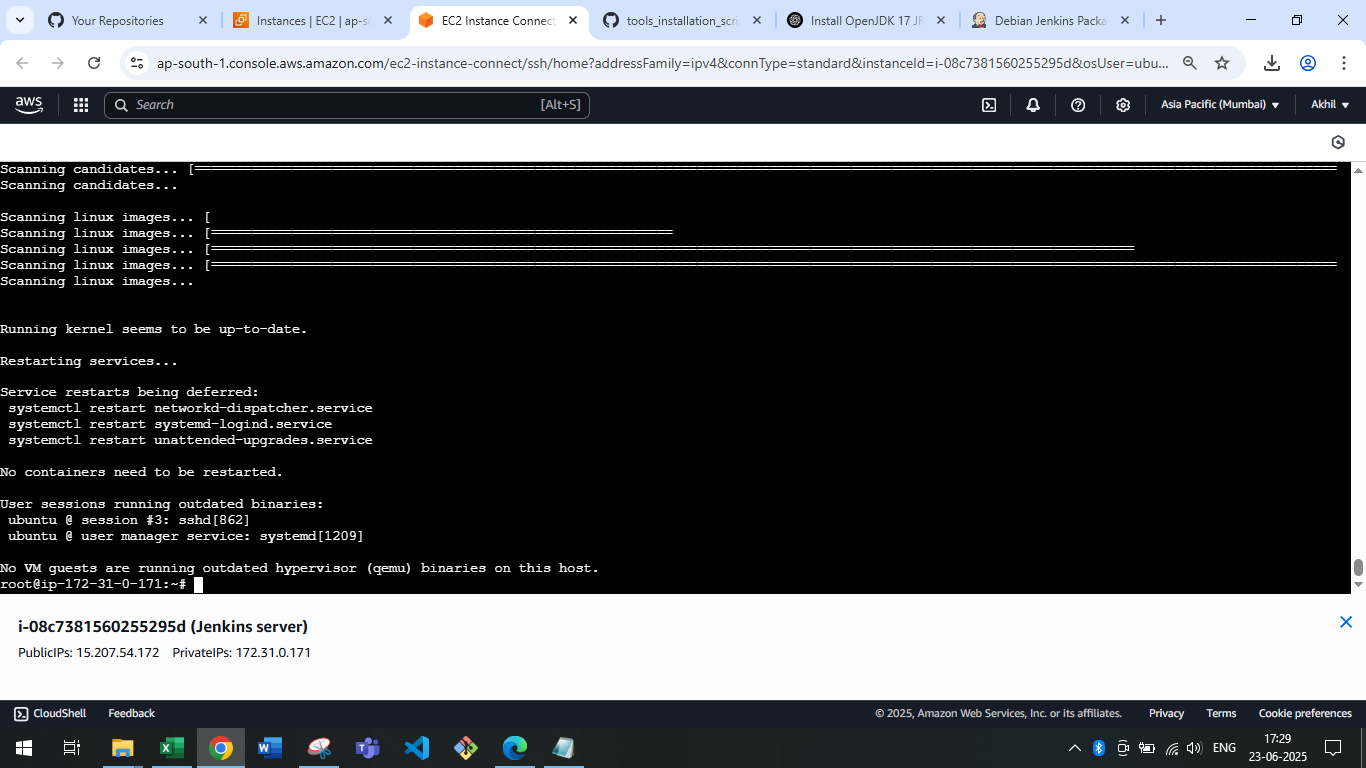 Your Repositories
Instances | EC2 | ap-so
EC2 Instance Connect
tools_installation_scri
Install OpenJDK 17 JR
Debian Jenkins Packa
ap-south-1.console.aws.amazon.com/ec2-instance-connect/ssh/home?addressFamily=ipv4&connType=standard&instanceId=i-08c7381560255295d&osUser=ubu...
aws
Search
[Alt+S]
Asia Pacific (Mumbai)
Akhil
Scanning candidates... [=============================================================================================================================================
Scanning candidates...
Scanning linux images... [
Scanning linux images... [=========================================================
Scanning linux images... [==================================================================================================================
Scanning linux images... [===========================================================================================================================================
Scanning linux images...
Running kernel seems to be up-to-date.
Restarting services...
Service restarts being deferred:
systemctl restart networkd-dispatcher.service
systemctl restart systemd-logind.service
systemctl restart unattended-upgrades.service
No containers need to be restarted.
User sessions running outdated binaries:
ubuntu @ session #3: sshd[862]
ubuntu @ user manager service: systemd[1209]
No VM guests are running outdated hypervisor (qemu) binaries on this host.
root@ip-172-31-0-171:~#
i-08c7381560255295d (Jenkins server)
PublicIPs: 15.207.54.172 PrivateIPs: 172.31.0.171
CloudShell
Feedback
© 2025, Amazon Web Services, Inc. or its affiliates.
Privacy
Terms
Cookie preferences
ENG
17:29
23-06-2025